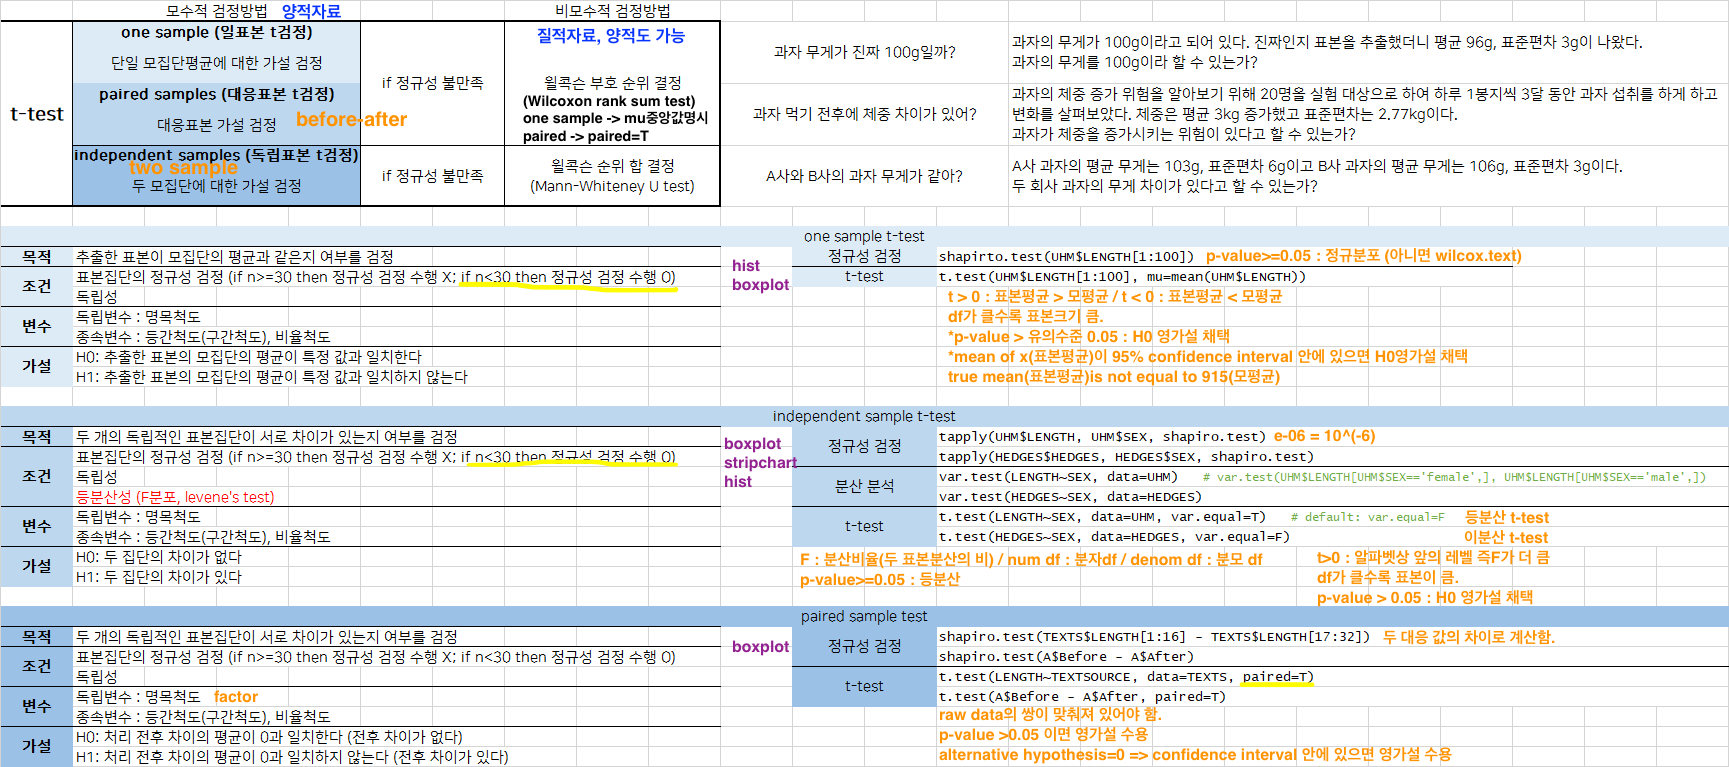 모수적 검정방법 양적자료 비모수적 검정방법
t-test
one sample (일표본 t검정)
단일 모집단평균에 대한 가설 검정
paired samples (대응표본 t검정)
대응표본 가설 검정 before-after
if 정규성 불만족
질적자료, 양적도 가능
윌콕슨 부호 순위 결정
(Wilcoxon rank sum test)
one sample -> mu중앙값명시
paired -> paired=T
independent samples (독립표본 t검정)
two sample
두 모집단에 대한 가설 검정
if 정규성 불만족
윌콕슨 순위 합 결정
(Mann-Whiteney U test)
과자 무게가 진짜 100g일까?
과자의 무게가 100g이라고 되어 있다. 진짜인지 표본을 추출했더니 평균 96g, 표준편차 3g이 나왔다.
과자의 무게를 100g이라 할 수 있는가?
과자 먹기 전후에 체중 차이가 있어?
과자의 체중 증가 위험을 알아보기 위해 20명을 실험 대상으로 하여 하루 1봉지씩 3달 동안 과자 섭취를 하게 하고
변화를 살펴보았다. 체중은 평균 3kg 증가했고 표준편차는 2.77kg이다.
과자가 체중을 증가시키는 위험이 있다고 할 수 있는가?
A사와 B사의 과자 무게가 같아?
A사 과자의 평균 무게는 103g, 표준편차 6g이고 B사 과자의 평균 무게는 106g, 표준편차 3g이다.
두 회사 과자의 무게 차이가 있다고 할 수 있는가?
one sample t-test
목적 추출한 표본이 모집단의 평균과 같은지 여부를 검정
조건 표본집단의 정규성 검정 (if n>=30 then 정규성 검정 수행 X; if n<30 then 정규성 검정 수행 O)
독립성
변수 독립변수 : 명목척도
종속변수 : 등간척도(구간척도), 비율척도
가설 H0: 추출한 표본의 모집단의 평균이 특정 값과 일치한다
H1: 추출한 표본의 모집단의 평균이 특정 값과 일치하지 않는다
hist
boxplot
정규성 검정 shapirto.test(UHM$LENGTH[1:100]) p-value>=0.05 : 정규분포 (아니면 wilcox.text)
t-test t.test(UHM$LENGTH[1:100], mu=mean(UHM$LENGTH))
t > 0 : 표본평균 > 모평균 / t < 0 : 표본평균 < 모평균
df가 클수록 표본크기 큼.
*p-value > 유의수준 0.05 : H0 영가설 채택
*mean of x(표본평균)이 95% confidence interval 안에 있으면 H0영가설 채택
true mean(표본평균)is not equal to 915(모평균)
independent sample t-test
목적 두 개의 독립적인 표본집단이 서로 차이가 있는지 여부를 검정
조건 표본집단의 정규성 검정 (if n>=30 then 정규성 검정 수행 X; if n<30 then 정규성 검정 수행 O)
독립성
등분산성 (F분포, levene's test)
변수 독립변수 : 명목척도
종속변수 : 등간척도(구간척도), 비율척도
가설 H0: 두 집단의 차이가 없다
H1: 두 집단의 차이가 있다
boxplot
stripchart
hist
정규성 검정 tapply(UHM$LENGTH, UHM$SEX, shapiro.test) e-06 = 10^(-6)
tapply(HEDGES$HEDGES, HEDGES$SEX, shapiro.test)
분산 분석 var.test(LENGTH~SEX, data=UHM) # var.test(UHM$LENGTH[UHM$SEX=='female',], UHM$LENGTH[UHM$SEX=='male',])
var.test(HEDGES~SEX, data=HEDGES)
t-test t.test(LENGTH~SEX, data=UHM, var.equal=T) # default: var.equal=F 등분산 t-test
t.test(HEDGES~SEX, data=HEDGES, var.equal=F) 이분산 t-test
F : 분산비율(두 표본분산의 비) / num df : 분자df / denom df : 분모 df
p-value>=0.05 : 등분산
t>0 : 알파벳상 앞의 레벨 즉F가 더 큼
df가 클수록 표본이 큼.
p-value > 0.05 : H0 영가설 채택
paired sample test
목적 두 개의 독립적인 표본집단이 서로 차이가 있는지 여부를 검정
조건 표본집단의 정규성 검정 (if n>=30 then 정규성 검정 수행 X; if n<30 then 정규성 검정 수행 O)
독립성
변수 독립변수 : 명목척도 factor
종속변수 : 등간척도(구간척도), 비율척도
가설 H0: 처리 전후 차이의 평균이 0과 일치한다 (전후 차이가 없다)
H1: 처리 전후 차이의 평균이 0과 일치하지 않는다 (전후 차이가 있다)
boxplot
정규성 검정 shapiro.test(TEXTS$LENGTH[1:16] - TEXTS$LENGTH[17:32]) 두 대응 값의 차이로 계산함.
shapiro.test(A$Before - A$After)
t-test t.test(LENGTH~TEXTSOURCE, data=TEXTS, paired=T)
t.test(A$Before - A$After, paired=T)
raw data의 쌍이 맞춰져 있어야 함.
p-value >0.05 이면 영가설 수용
alternative hypothesis=0 => confidence interval 안에 있으면 영가설 수용